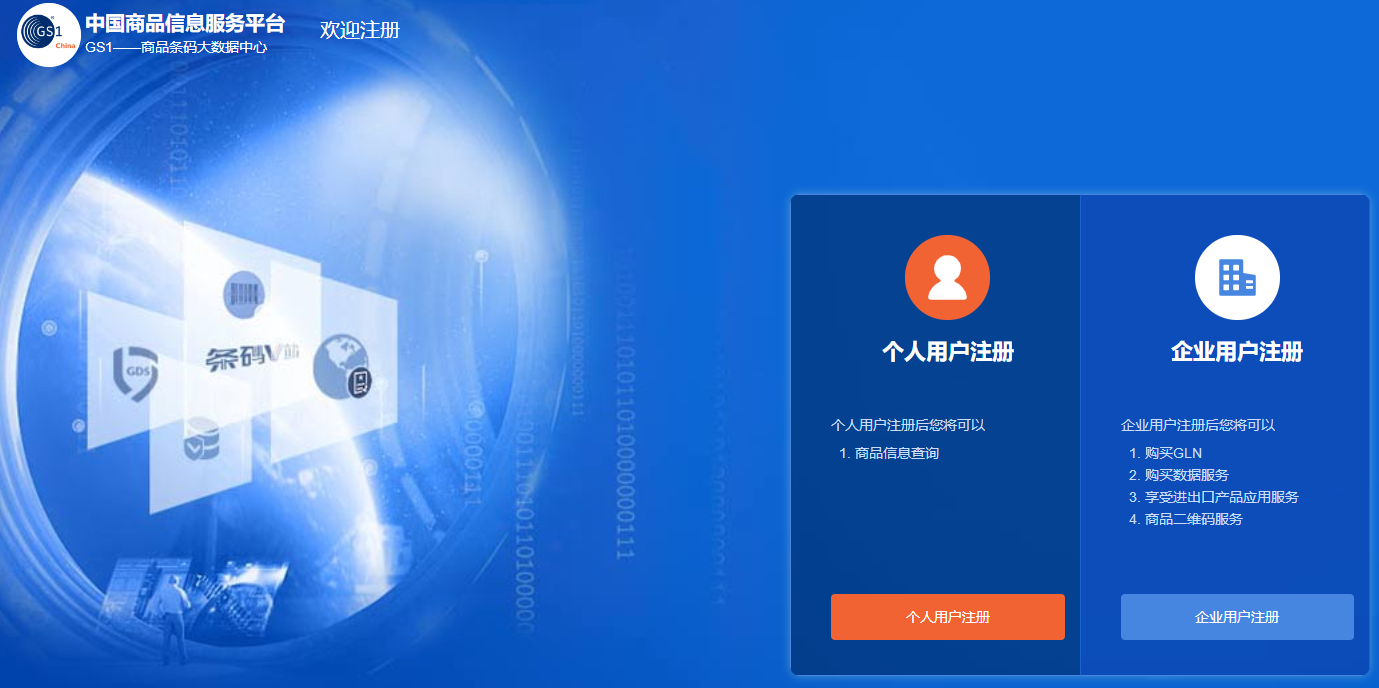 GS1
China
中国商品信息服务平台
GS1——商品条码大数据中心
欢迎注册
GDS
条码V站
个人用户注册
个人用户注册后您将可以
1. 商品信息查询
个人用户注册
企业用户注册
企业用户注册后您将可以
1. 购买GLN
2. 购买数据服务
3. 享受进出口产品应用服务
4. 商品二维码服务
企业用户注册